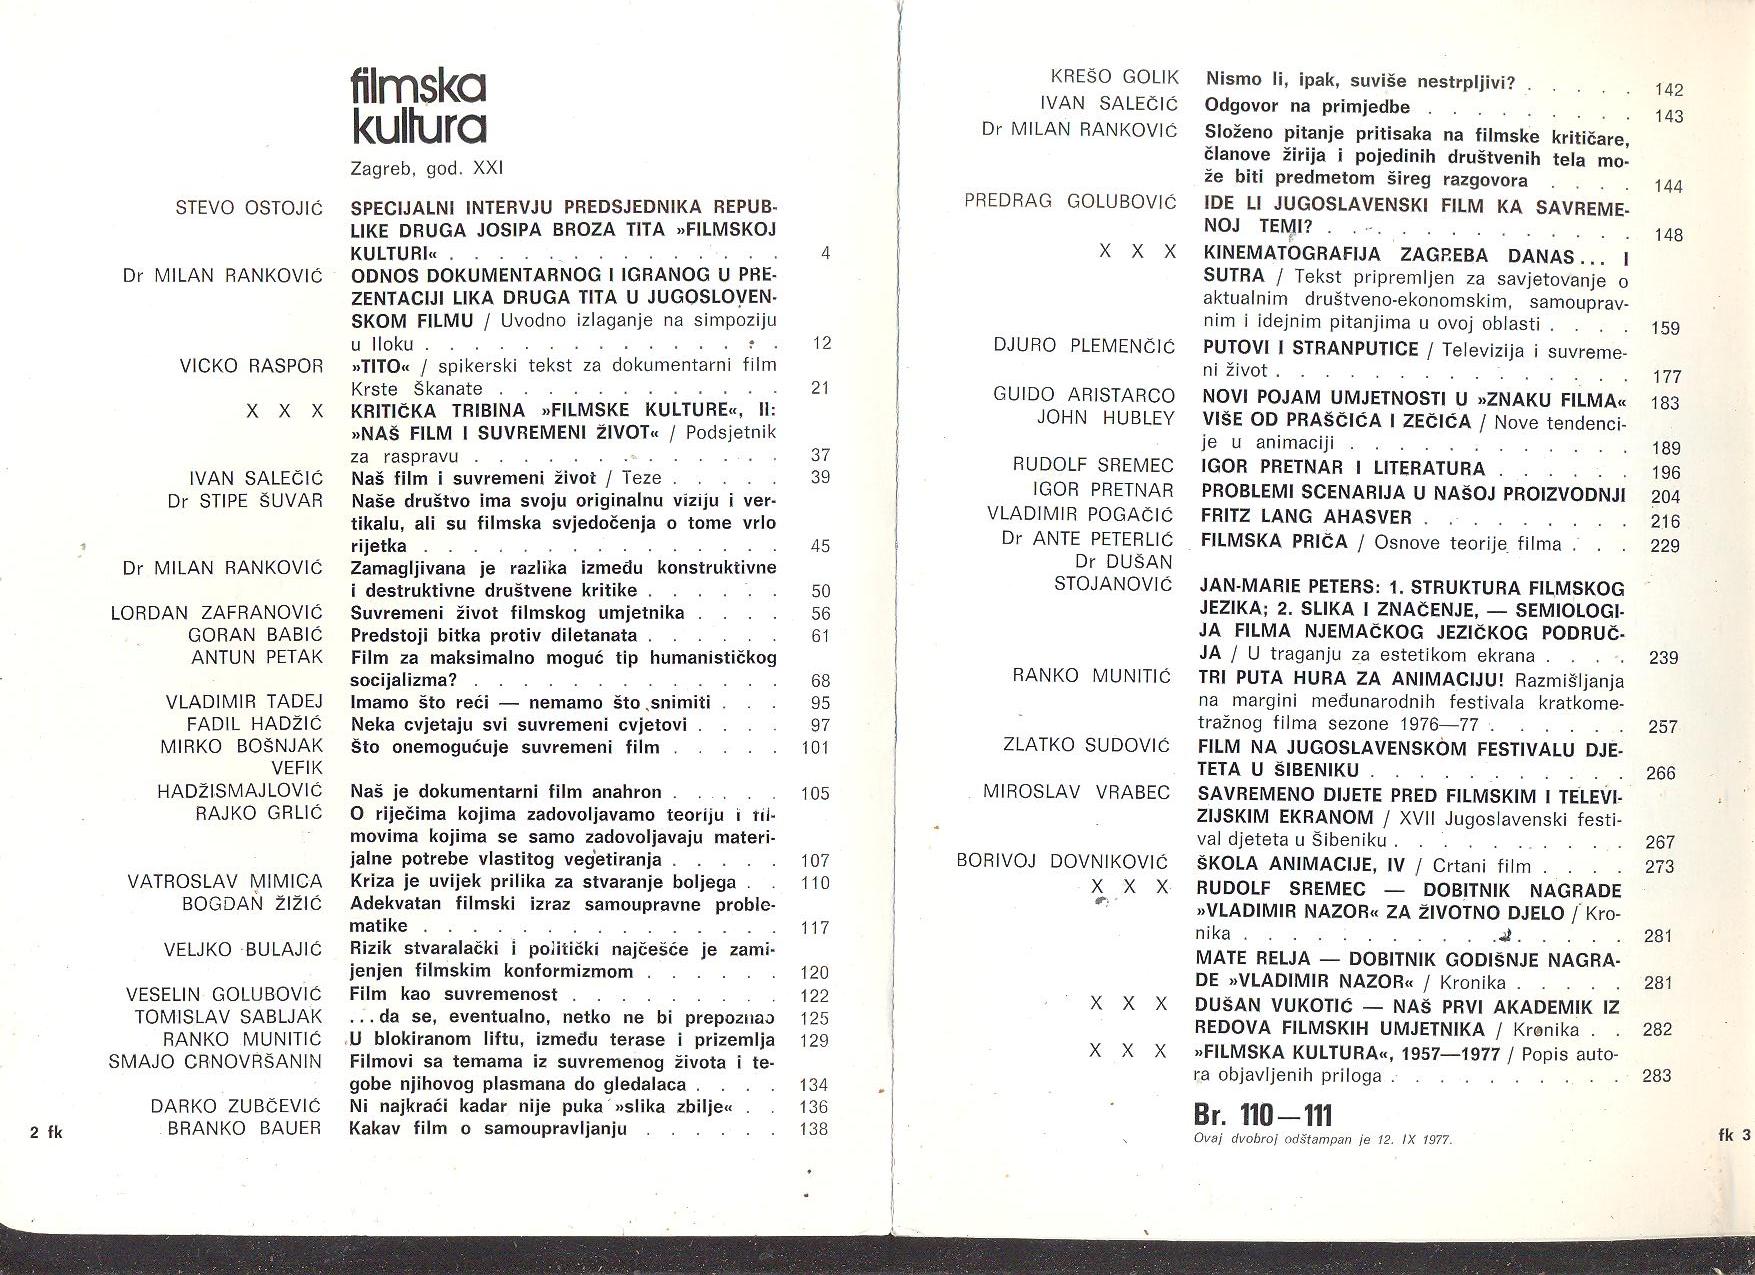 filmska
kultura
Zagreb, god. XXI
STEVO OSTOJIĆ SPECIJALNI INTERVJU PREDSJEDNIKA REPUB-
LIKE DRUGA JOSIPA BROZA TITA »FILMSKOJ
KULTURI« . . . . . . . . . . . . . . 4
Dr MILAN RANKOVIĆ ODNOS DOKUMENTARNOG I IGRANOG U PRE-
ZENTACIJI LIKA DRUGA TITA U JUGOSLOVEN-
SKOM FILMU / Uvodno izlaganje na simpoziju
u Iloku . . . . . . . . . . . . . . 12
VICKO RASPOR »TITO« / spikerski tekst za dokumentarni film
Krste Škanate . . . . . . . . . . . . 21
X X X KRITIČKA TRIBINA »FILMSKE KULTURE«, II:
»NAŠ FILM I SUVREMENI ŽIVOT« / Podsjetnik
za raspravu . . . . . . . . . . . . 37
IVAN SALEČIĆ Naš film i suvremeni život / Teze . . . . . 39
Dr STIPE ŠUVAR Naše društvo ima svoju originalnu viziju i ver-
tikalu, ali su filmska svjedočenja o tome vrlo
rijetka . . . . . . . . . . . . . . 45
Dr MILAN RANKOVIĆ Zamagljivana je razlika između konstruktivne
i destruktivne društvene kritike . . . . . . 50
LORDAN ZAFRANOVIĆ Suvremeni život filmskog umjetnika . . . . 56
GORAN BABIĆ Predstoji bitka protiv diletanata . . . . . . 61
ANTUN PETAK Film za maksimalno moguć tip humanističkog
socijalizma? . . . . . . . . . . . . 68
VLADIMIR TADEJ Imamo što reći — nemamo što snimiti . . . 95
FADIL HADŽIĆ Neka cvjetaju svi suvremeni cvjetovi . . . . 97
MIRKO BOŠNJAK Što onemogućuje suvremeni film . . . . . 101
VEFIK
HADŽISMAJLOVIĆ Naš je dokumentarni film anahron . . . . . 105
RAJKO GRLIĆ O riječima kojima zadovoljavamo teoriju i fil-
movima kojima se samo zadovoljavaju materi-
jalne potrebe vlastitog vegetiranja . . . . . 107
VATROSLAV MIMICA Kriza je uvijek prilika za stvaranje boljega . . 110
BOGDAN ŽIŽIĆ Adekvatan filmski izraz samoupravne proble-
matike . . . . . . . . . . . . . . 117
VELJKO BULAJIĆ Rizik stvaralački i politički najčešće je zami-
jenjen filmskim konformizmom . . . . . . 120
VESELIN GOLUBOVIĆ Film kao suvremenost . . . . . . . . . 122
TOMISLAV SABLJAK ...da se, eventualno, netko ne bi prepoznao 125
RANKO MUNITIĆ U blokiranom liftu, između terase i prizemlja 129
SMAJO CRNOVRŠANIN Filmovi sa temama iz suvremenog života i te-
gobe njihovog plasmana do gledalaca . . . . 134
DARKO ZUBČEVIĆ Ni najkraći kadar nije puka »slika zbilje« . . 136
BRANKO BAUER Kakav film o samoupravljanju . . . . . . 138
2 fk
KREŠO GOLIK Nismo li, ipak, suviše nestrpljivi? . . . . . 142
IVAN SALEČIĆ Odgovor na primjedbe . . . . . . . . . 143
Dr MILAN RANKOVIĆ Složeno pitanje pritisaka na filmske kritičare,
članove žirija i pojedinih društvenih tela mo-
že biti predmetom šireg razgovora . . . . 144
PREDRAG GOLUBOVIĆ IDE LI JUGOSLAVENSKI FILM KA SAVREME-
NOJ TEMI? . . . . . . . . . . . . . 148
X X X KINEMATOGRAFIJA ZAGREBA DANAS... I
SUTRA / Tekst pripremljen za savjetovanje o
aktualnim društveno-ekonomskim, samouprav-
nim i idejnim pitanjima u ovoj oblasti . . . . 159
DJURO PLEMENČIĆ PUTOVI I STRANPUTICE / Televizija i suvreme-
ni život . . . . . . . . . . . . . . 177
GUIDO ARISTARCO NOVI POJAM UMJETNOSTI U »ZNAKU FILMA« 183
JOHN HUBLEY VIŠE OD PRAŠČIĆA I ZEČIĆA / Nove tendenci-
je u animaciji . . . . . . . . . . . . 189
RUDOLF SREMEC IGOR PRETNAR I LITERATURA . . . . . . 196
IGOR PRETNAR PROBLEMI SCENARIJA U NAŠOJ PROIZVODNJI 204
VLADIMIR POGAČIĆ FRITZ LANG AHASVER . . . . . . . . . 216
Dr ANTE PETERLIĆ FILMSKA PRIČA / Osnove teorije filma . . . 229
Dr DUŠAN
STOJANOVIĆ JAN-MARIE PETERS: 1. STRUKTURA FILMSKOG
JEZIKA; 2. SLIKA I ZNAČENJE, — SEMIOLOGI-
JA FILMA NJEMAČKOG JEZIČKOG PODRUČ-
JA / U traganju za estetikom ekrana . . . . 239
RANKO MUNITIĆ TRI PUTA HURA ZA ANIMACIJU! Razmišljanja
na margini međunarodnih festivala kratkome-
tražnog filma sezone 1976—77 . . . . . . 257
ZLATKO SUDOVIĆ FILM NA JUGOSLAVENSKOM FESTIVALU DJE-
TETA U ŠIBENIKU . . . . . . . . . . . 266
MIROSLAV VRABEC SAVREMENO DIJETE PRED FILMSKIM I TELEVI-
ZIJSKIM EKRANOM / XVII Jugoslavenski festi-
val djeteta u Šibeniku . . . . . . . . . . 267
BORIVOJ DOVNIKOVIĆ ŠKOLA ANIMACIJE, IV / Crtani film . . . . 273
X X X RUDOLF SREMEC — DOBITNIK NAGRADE
»VLADIMIR NAZOR« ZA ŽIVOTNO DJELO / Kro-
nika . . . . . . . . . . . . . . . 281
MATE RELJA — DOBITNIK GODIŠNJE NAGRA-
DE »VLADIMIR NAZOR« / Kronika . . . . . 281
X X X DUŠAN VUKOTIĆ — NAŠ PRVI AKADEMIK IZ
REDOVA FILMSKIH UMJETNIKA / Kronika . . 282
X X X »FILMSKA KULTURA«, 1957—1977 / Popis auto-
ra objavljenih priloga . . . . . . . . . . 283
Br. 110—111
Ovaj dvobroj odštampan je 12. IX 1977.
fk 3